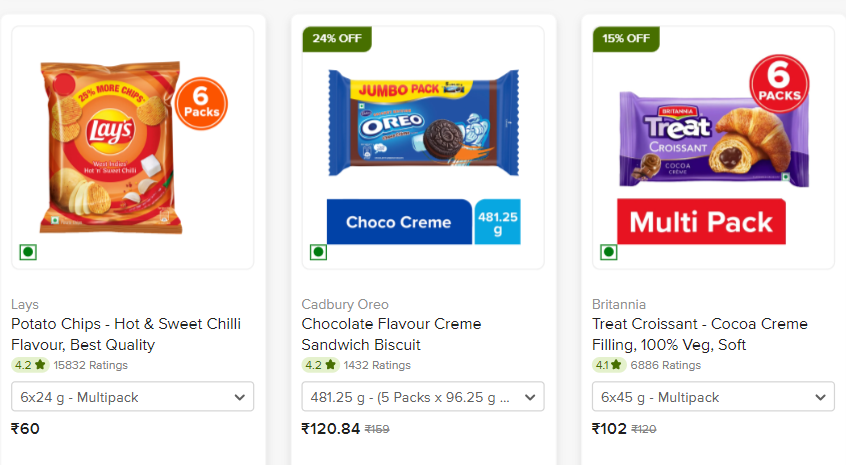 25% MORE CHIPS*
Lay's
West Indies
Hot 'n' Sweet Chilli
6
Packs
Lays
Potato Chips - Hot & Sweet Chilli
Flavour, Best Quality
4.2 ★ 15832 Ratings
6x24 g - Multipack
₹60
24% OFF
JUMBO PACK
OREO
Choco Creme
481.25
g
Cadbury Oreo
Chocolate Flavour Creme
Sandwich Biscuit
4.2 ★ 1432 Ratings
481.25 g - (5 Packs x 96.25 g ...
₹120.84 ₹159
15% OFF
6
PACKS
BRITANNIA
Treat
CROISSANT
COCOA
CRÈME
Multi Pack
Britannia
Treat Croissant - Cocoa Creme
Filling, 100% Veg, Soft
4.1 ★ 6886 Ratings
6x45 g - Multipack
₹102 ₹120